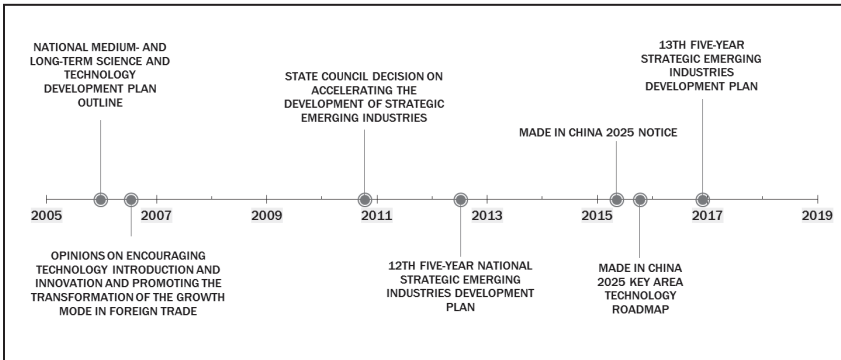 NATIONAL MEDIUM- AND
LONG-TERM SCIENCE AND
TECHNOLOGY
DEVELOPMENT PLAN
OUTLINE
STATE COUNCIL DECISION ON
ACCELERATING THE
DEVELOPMENT OF STRATEGIC
EMERGING INDUSTRIES
MADE IN CHINA 2025 NOTICE
13TH FIVE-YEAR
STRATEGIC EMERGING
INDUSTRIES
DEVELOPMENT PLAN
2005 2007 2009 2011 2013 2015 2017 2019
OPINIONS ON ENCOURAGING
TECHNOLOGY INTRODUCTION AND
INNOVATION AND PROMOTING THE
TRANSFORMATION OF THE GROWTH
MODE IN FOREIGN TRADE
12TH FIVE-YEAR NATIONAL
STRATEGIC EMERGING
INDUSTRIES DEVELOPMENT
PLAN
MADE IN CHINA
2025 KEY AREA
TECHNOLOGY
ROADMAP